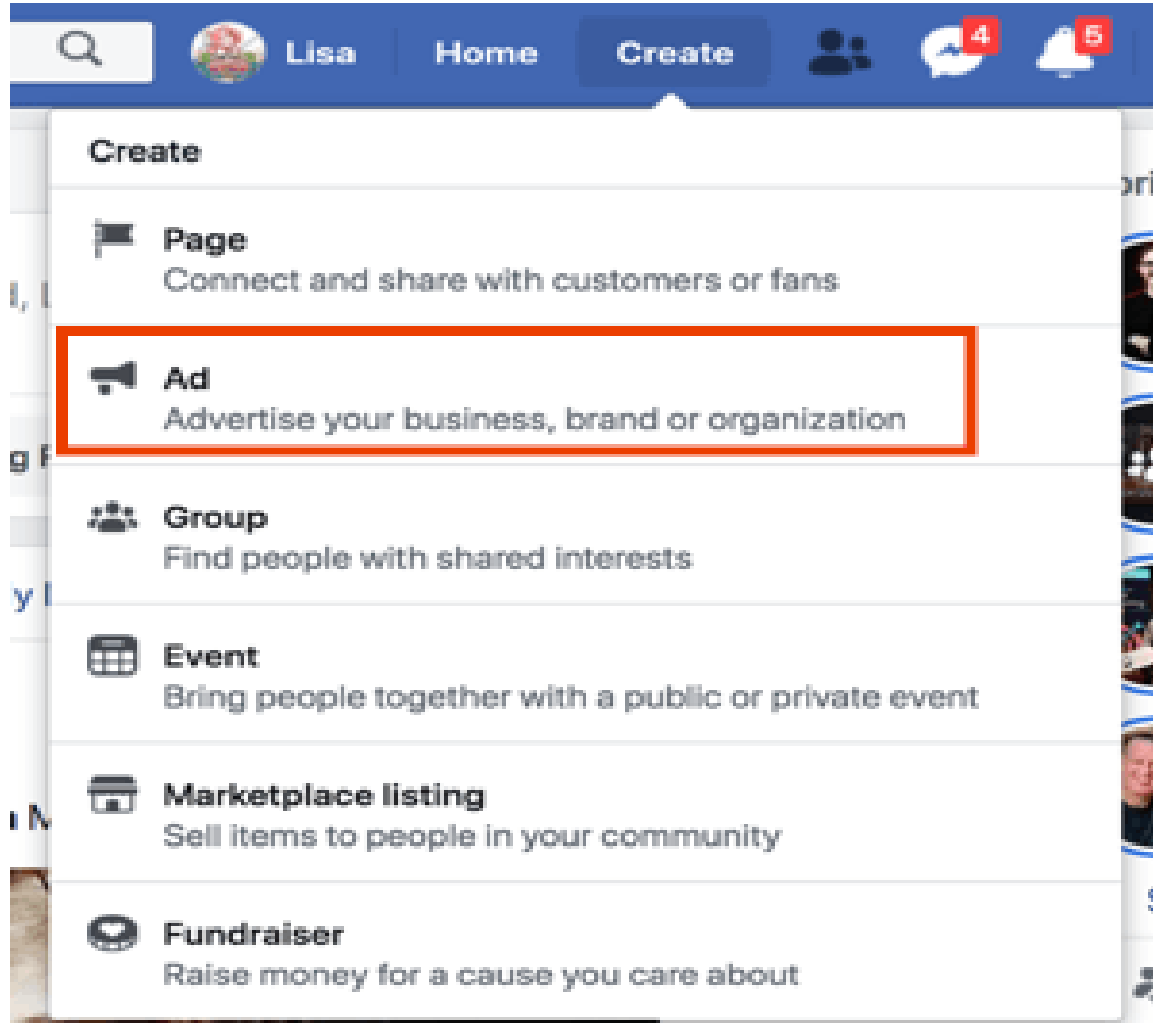 Lisa Home Create 4 5
Create
Page
Connect and share with customers or fans
Ad
Advertise your business, brand or organization
Group
Find people with shared interests
Event
Bring people together with a public or private event
Marketplace listing
Sell items to people in your community
Fundraiser
Raise money for a cause you care about